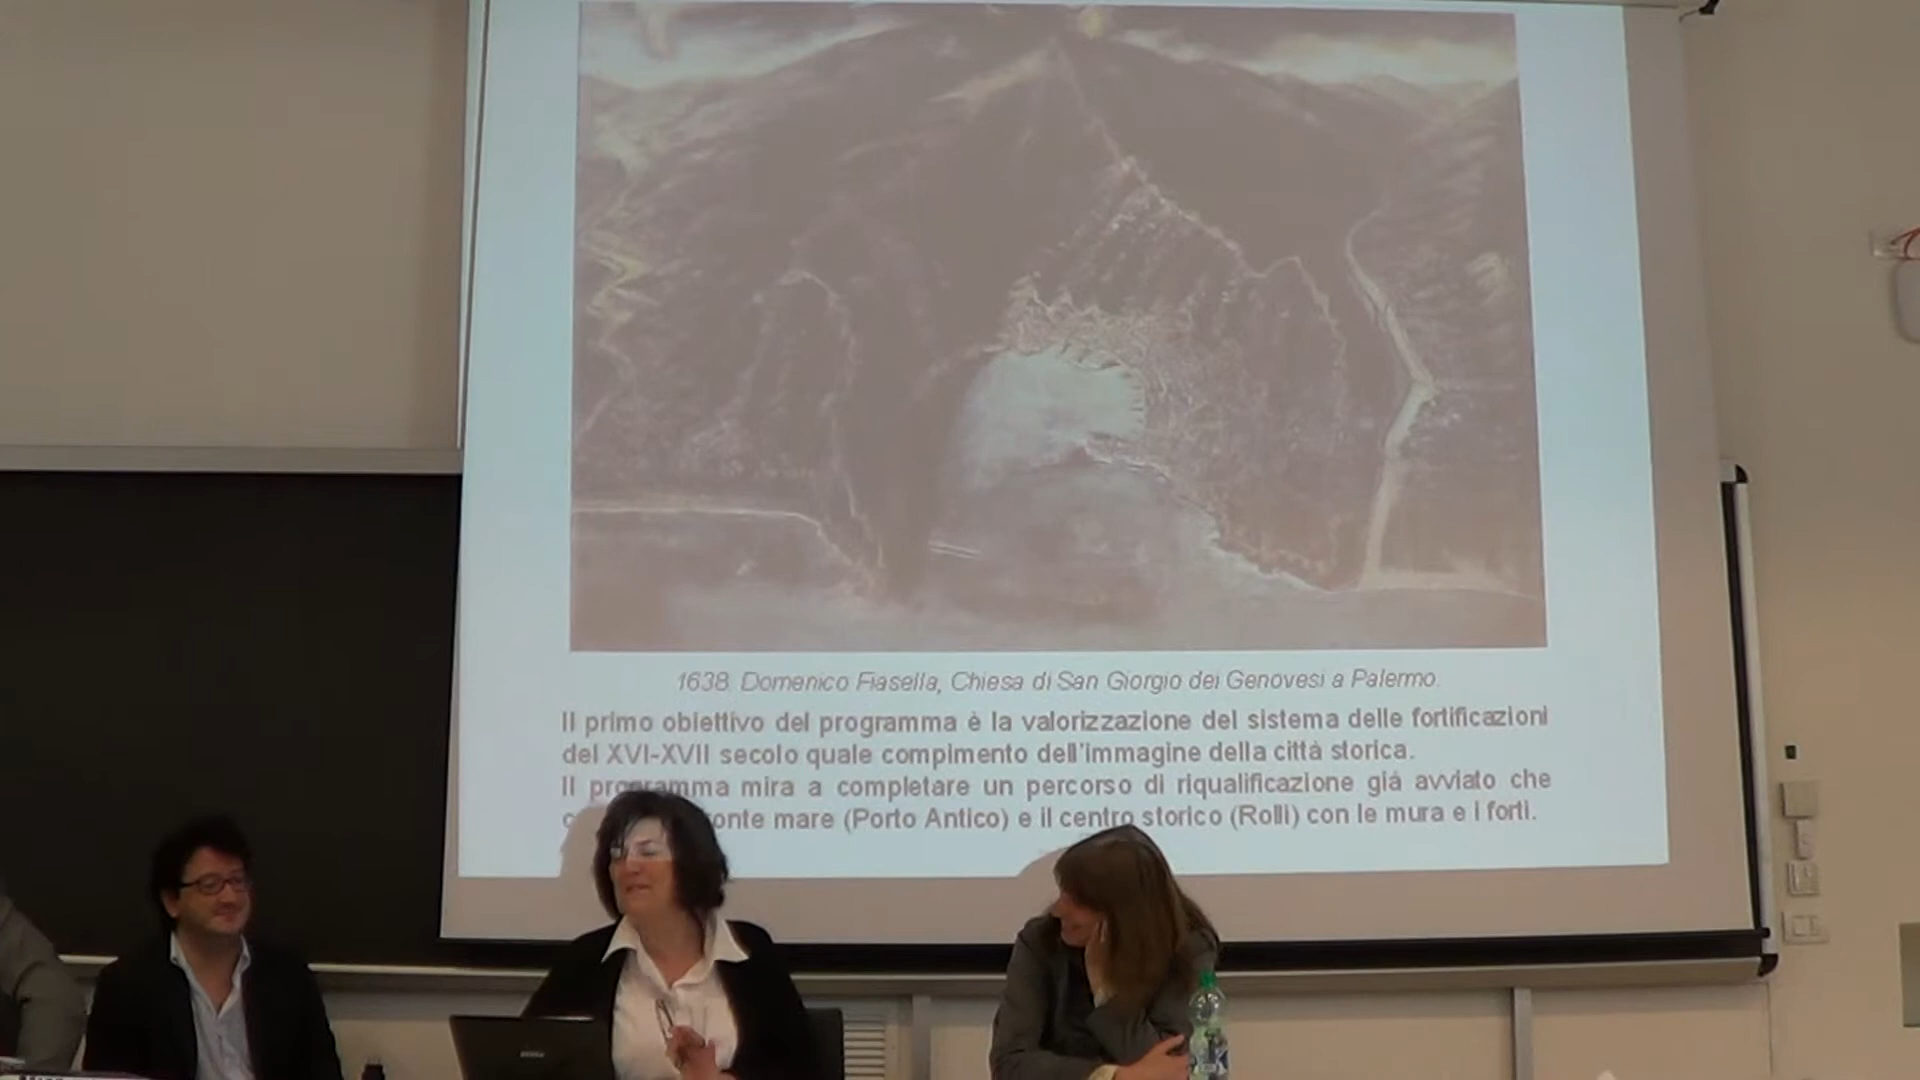 1638. Domenico Fiasella, Chiesa di San Giorgio dei Genovesi a Palermo.
Il primo obiettivo del programma è la valorizzazione del sistema delle fortificazioni
del XVI-XVII secolo quale compimento dell'immagine della città storica.
Il programma mira a completare un percorso di riqualificazione già avviato che
mare (Porto Antico) e il centro storico (Rolli) con le mura e i forti.